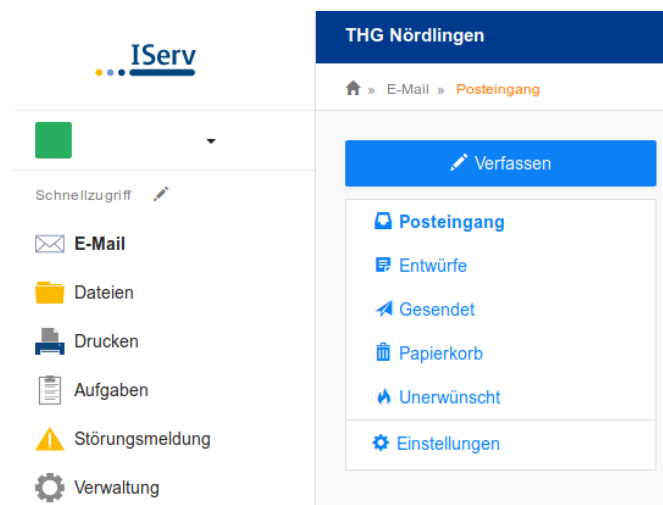 IServ
Schnellzugriff
E-Mail
Dateien
Drucken
Aufgaben
Störungsmeldung
Verwaltung
THG Nördlingen
» E-Mail » Posteingang
Verfassen
Posteingang
Entwürfe
Gesendet
Papierkorb
Unerwünscht
Einstellungen